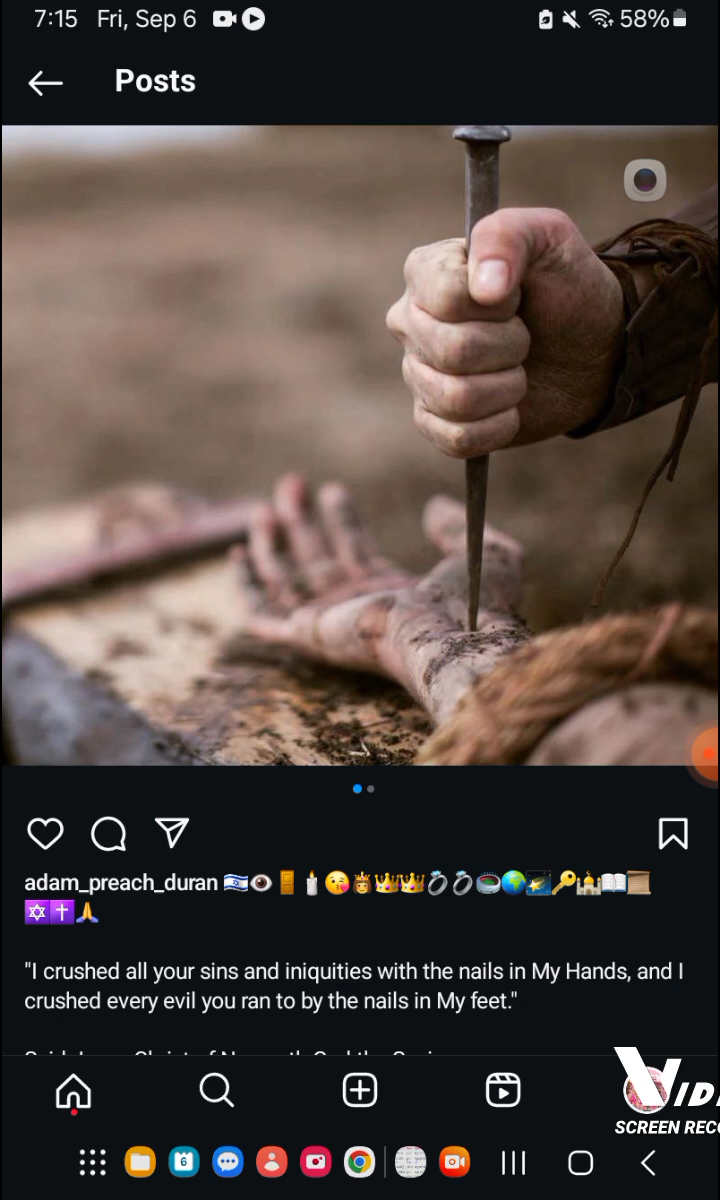 7:15 Fri, Sep 6 58%
Posts
adam_preach_duran 🇮🇱👁🚪🕯😘👸👑👑💍💍🏟🌍🌠🔑🕌📖📜
✡✝🙏
"I crushed all your sins and iniquities with the nails in My Hands, and I
crushed every evil you ran to by the nails in My feet."
6
SCREEN REC